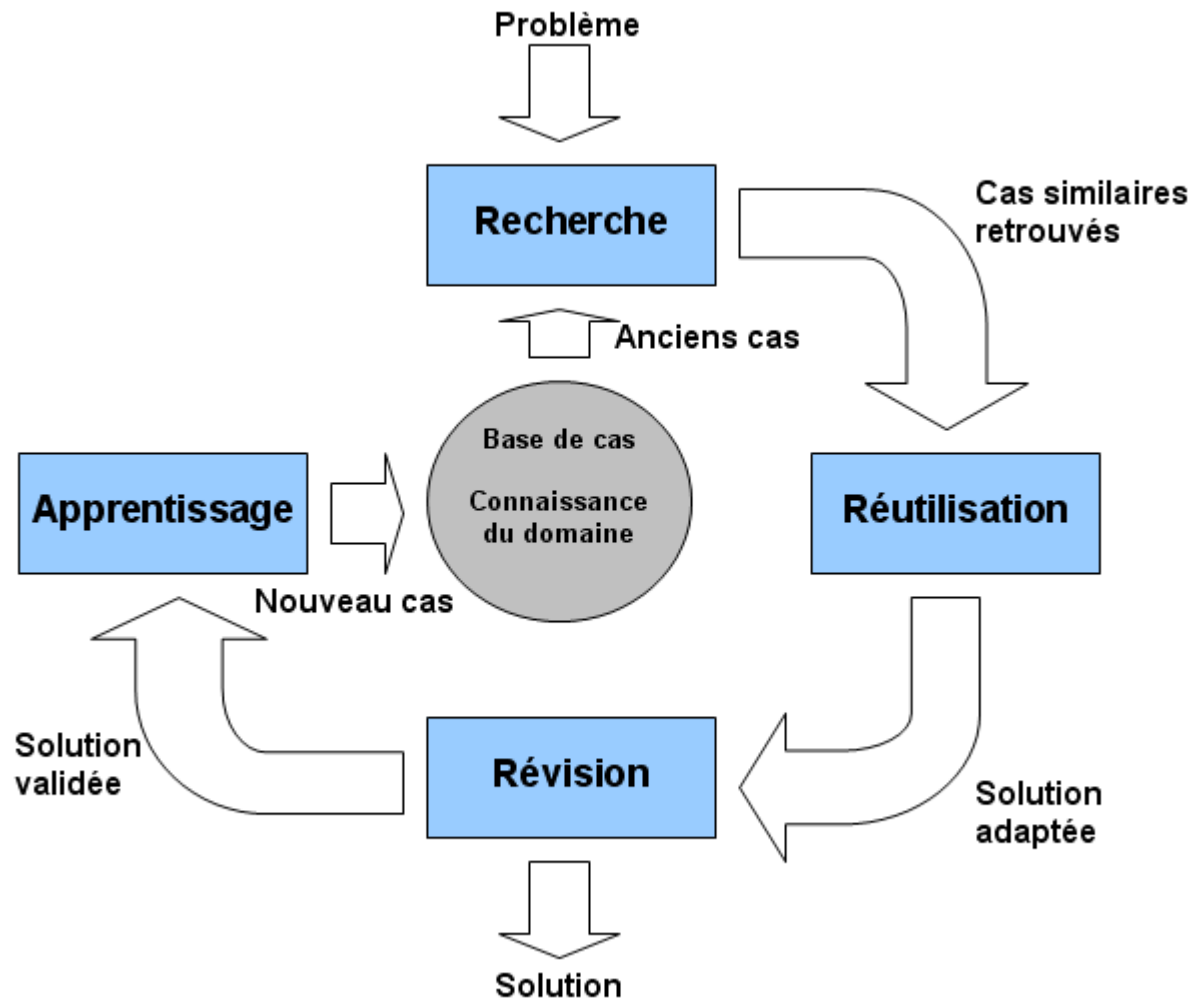 Problème
Recherche
Cas similaires
retrouvés
Anciens cas
Base de cas
Connaissance
du domaine
Apprentissage
Réutilisation
Nouveau cas
Solution
validée
Révision
Solution
adaptée
Solution